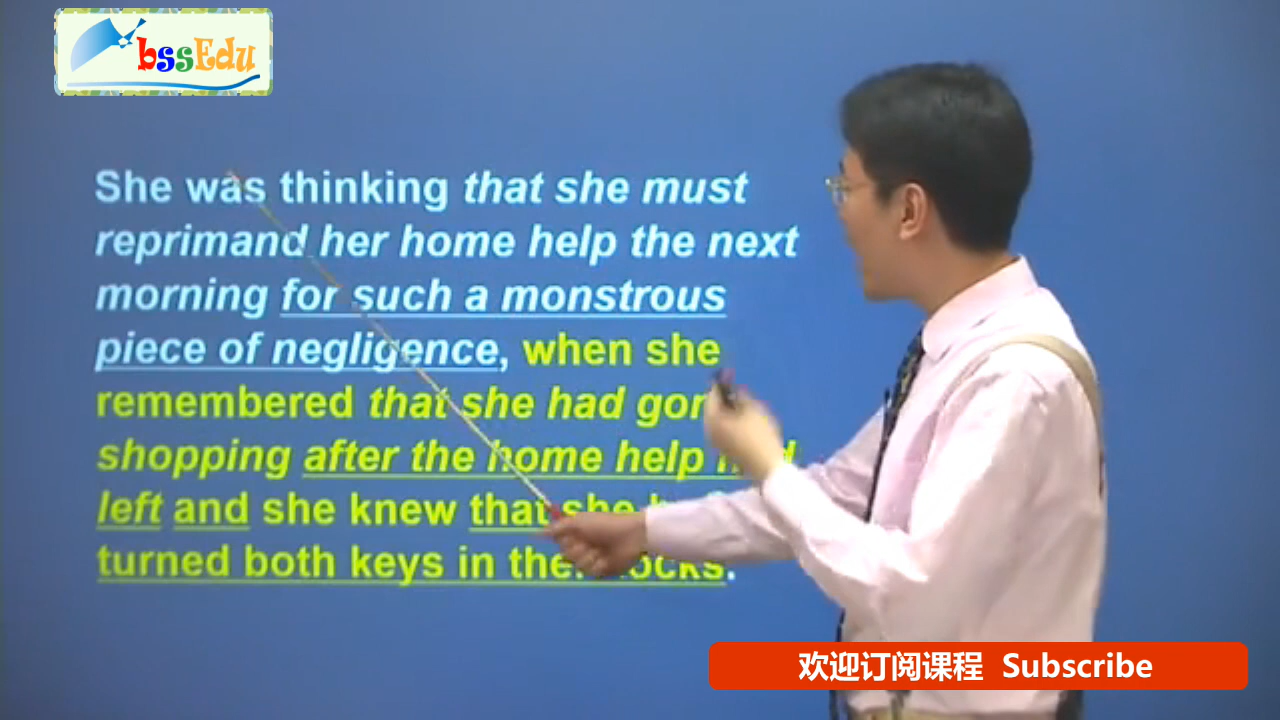 bssEdu
She was thinking that she must
reprimand her home help the next
morning for such a monstrous
piece of negligence, when she
remembered that she had
shopping after the home help
left and she knew that she
turned both keys in
欢迎订阅课程 Subscribe